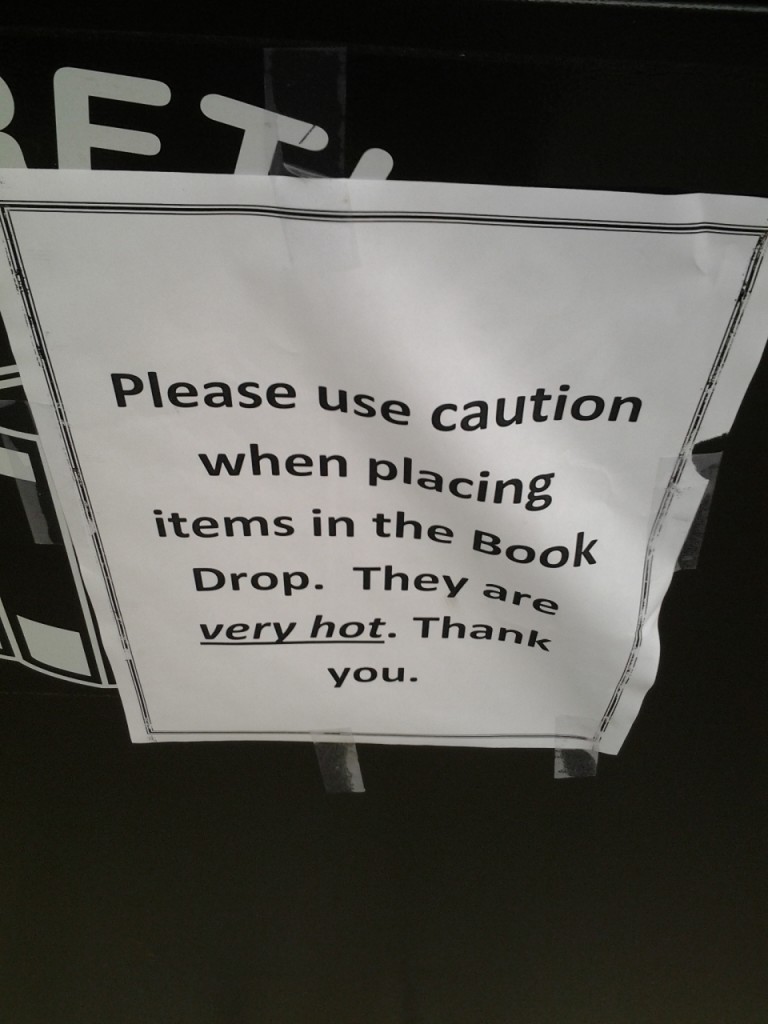 Please use caution
when placing
items in the Book
Drop. They are
very hot. Thank
you.